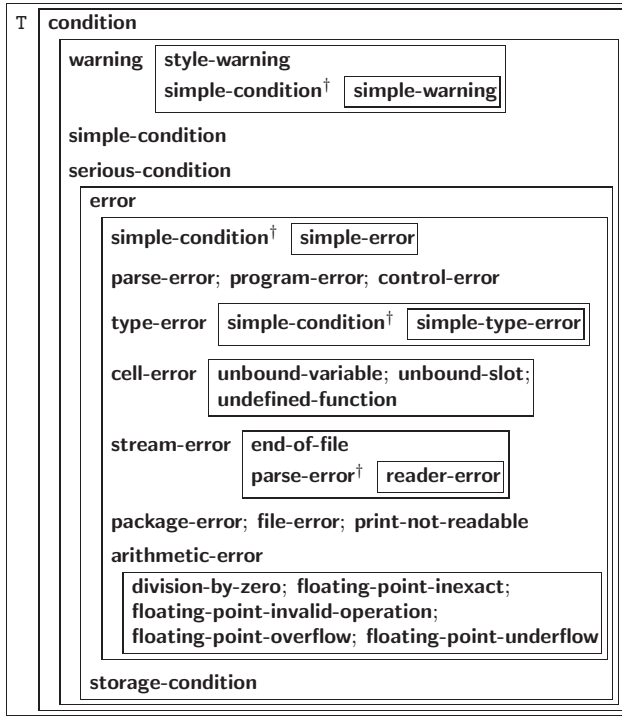 T condition
warning style-warning
simple-condition† simple-warning
simple-condition
serious-condition
error
simple-condition† simple-error
parse-error; program-error; control-error
type-error simple-condition† simple-type-error
cell-error unbound-variable; unbound-slot;
undefined-function
stream-error end-of-file
parse-error† reader-error
package-error; file-error; print-not-readable
arithmetic-error
division-by-zero; floating-point-inexact;
floating-point-invalid-operation;
floating-point-overflow; floating-point-underflow
storage-condition